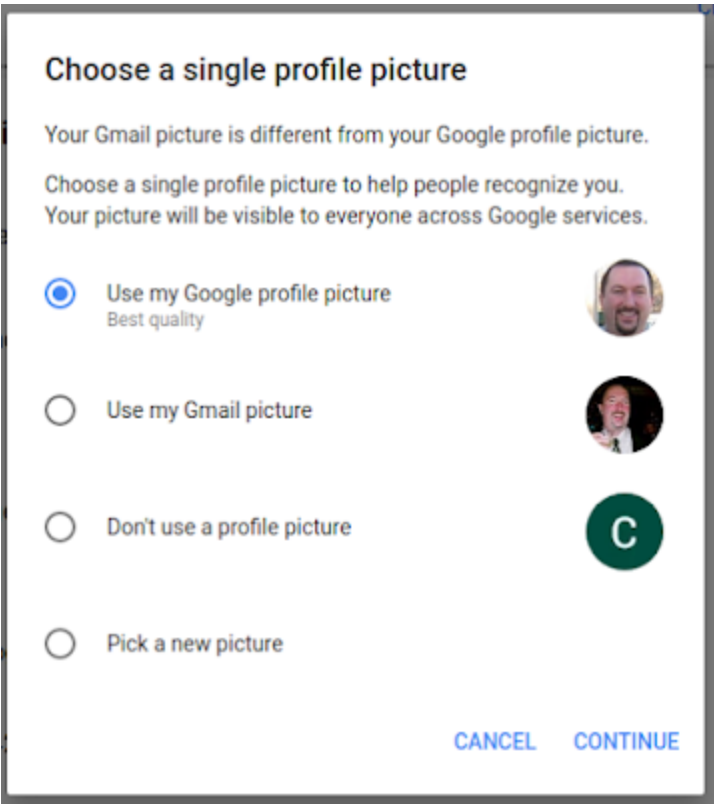 Choose a single profile picture
Your Gmail picture is different from your Google profile picture.
Choose a single profile picture to help people recognize you.
Your picture will be visible to everyone across Google services.
Use my Google profile picture
Best quality
Use my Gmail picture
Don't use a profile picture
C
Pick a new picture
CANCEL CONTINUE